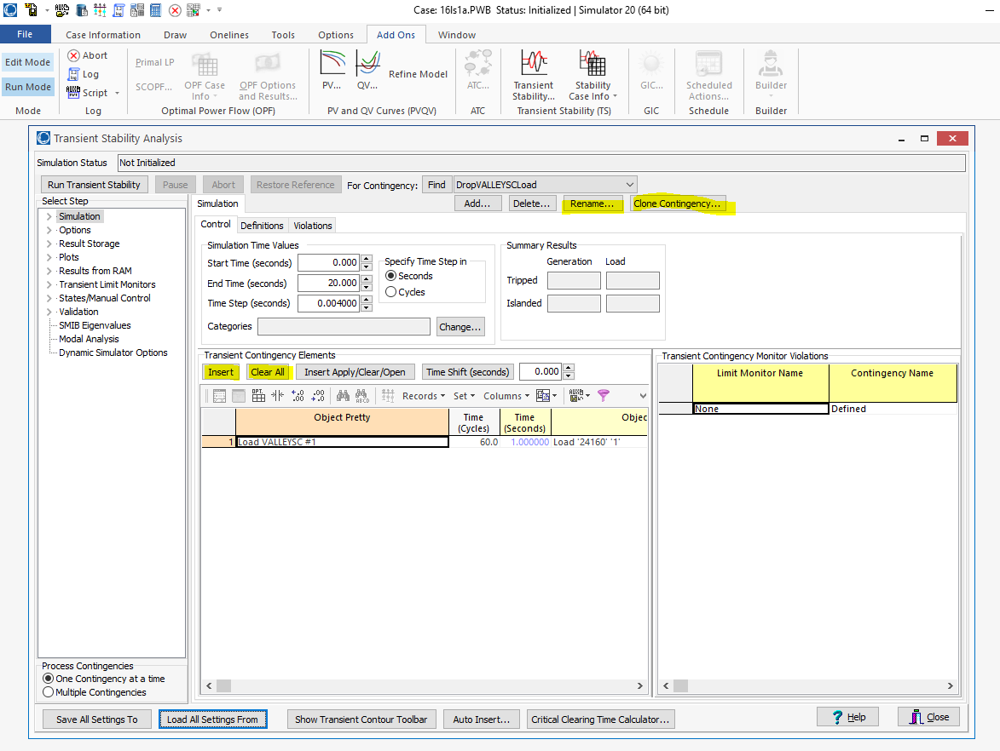 Case: 16ls1a.PWB Status: Initialized | Simulator 20 (64 bit)
File Case Information Draw Onelines Tools Options Add Ons Window
Edit Mode
Run Mode
Mode
Abort
Log
Script
Log
Primal LP
SCOPF...
OPF Case
Info
OPF Options
and Results...
Optimal Power Flow (OPF)
PV...
QV...
Refine Model
PV and QV Curves (PVQV)
ATC...
ATC
Transient
Stability...
Stability
Case Info
Transient Stability (TS)
GIC...
GIC
Scheduled
Actions...
Schedule
Builder
Builder
Transient Stability Analysis
Simulation Status Not Initialized
Run Transient Stability Pause Abort Restore Reference For Contingency: Find DropVALLEYSCLoad
Add... Delete... Rename... Clone Contingency...
Select Step
Simulation
Options
Result Storage
Plots
Results from RAM
Transient Limit Monitors
States/Manual Control
Validation
SMIB Eigenvalues
Modal Analysis
Dynamic Simulator Options
Process Contingencies
One Contingency at a time
Multiple Contingencies
Simulation
Control Definitions Violations
Simulation Time Values
Start Time (seconds) 0.000
End Time (seconds) 20.000
Time Step (seconds) 0.004000
Specify Time Step in
Seconds
Cycles
Categories Change...
Summary Results
Generation Load
Tripped
Islanded
Transient Contingency Elements
Insert Clear All Insert Apply/Clear/Open Time Shift (seconds) 0.000
Records Set Columns
Object Pretty Time (Cycles) Time (Seconds) Objec
1 Load VALLEYSC #1 60.0 1.000000 Load '24160' '1'
Transient Contingency Monitor Violations
Limit Monitor Name Contingency Name
None Defined
Save All Settings To Load All Settings From Show Transient Contour Toolbar Auto Insert... Critical Clearing Time Calculator... Help Close